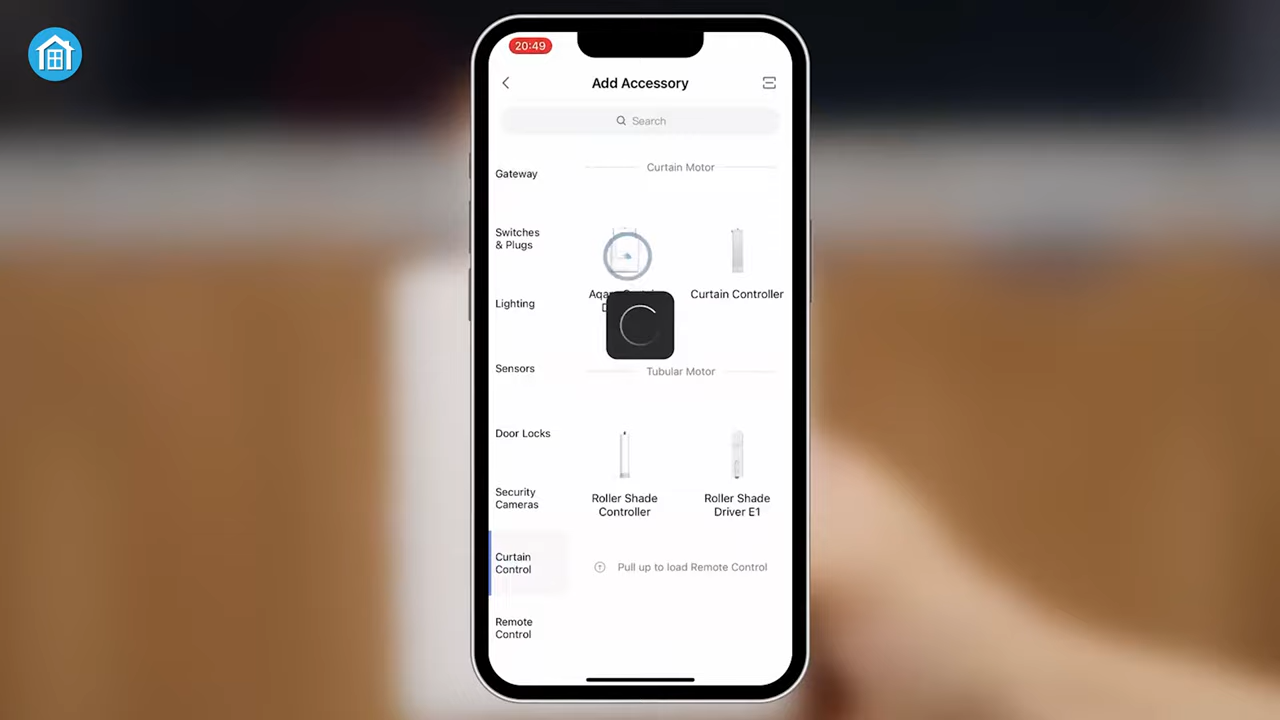 20:49
Add Accessory
Search
Gateway
Switches
& Plugs
Lighting
Sensors
Door Locks
Security
Cameras
Curtain
Control
Remote
Control
Curtain Motor
Curtain Controller
Tubular Motor
Roller Shade
Controller
Roller Shade
Driver E1
Pull up to load Remote Control